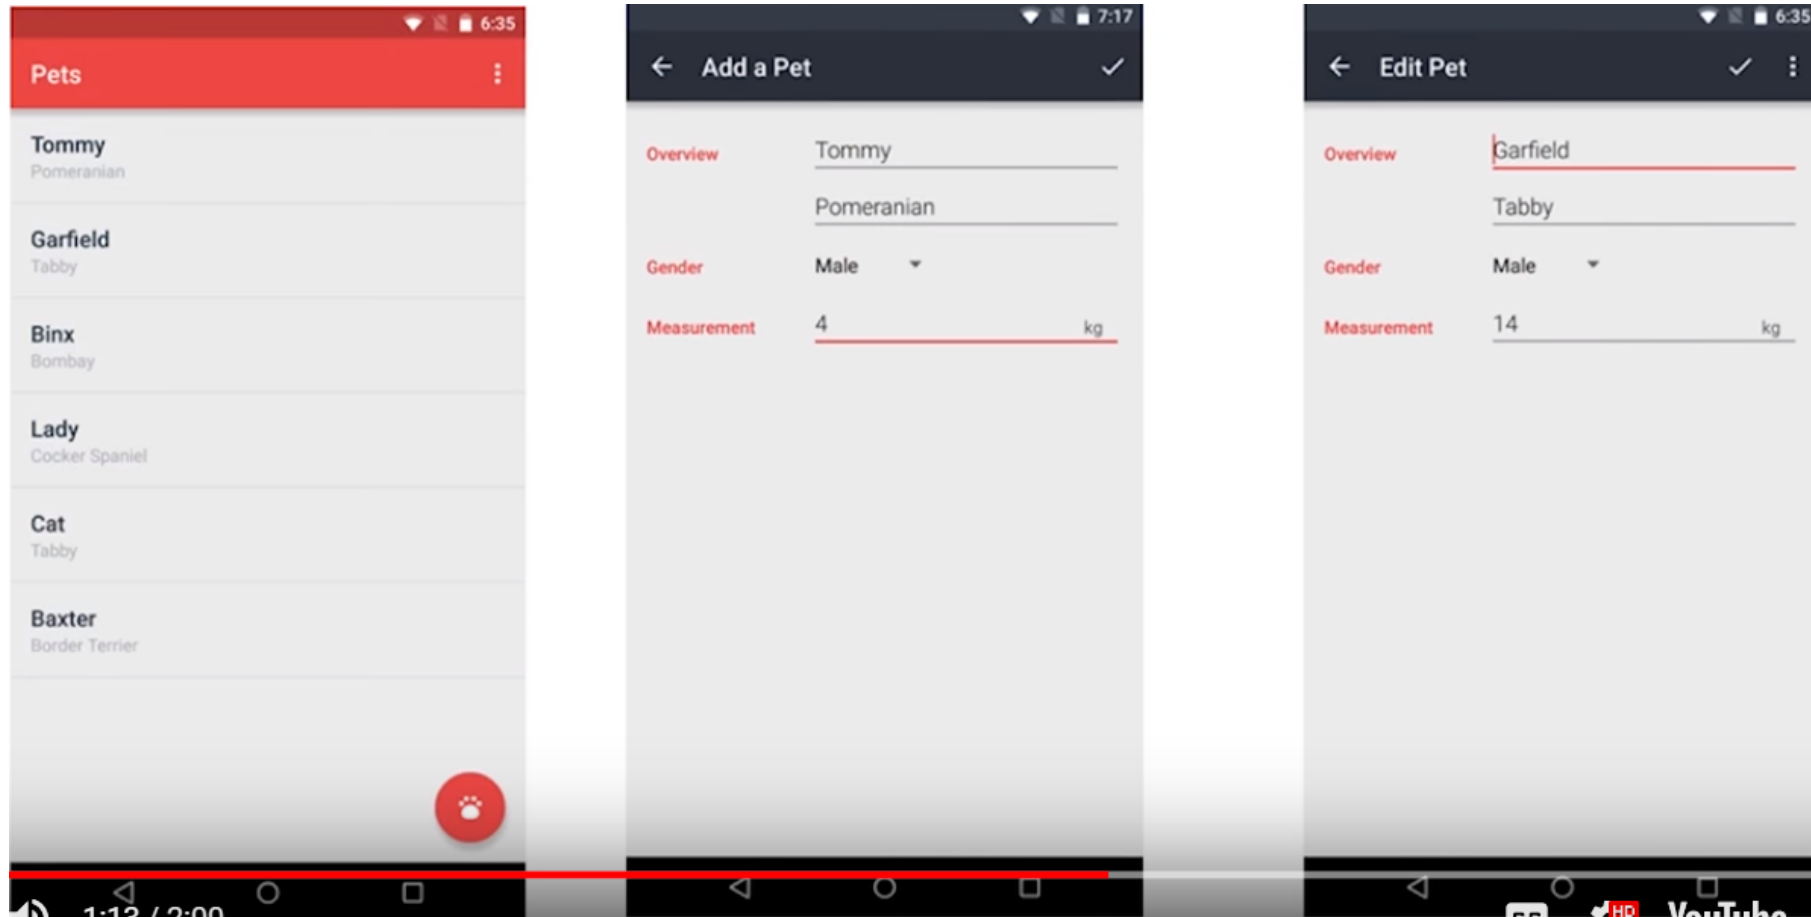 6:35
Pets
Tommy
Pomeranian
Garfield
Tabby
Binx
Bombay
Lady
Cocker Spaniel
Cat
Tabby
Baxter
Border Terrier
7:17
Add a Pet
Overview Tommy
Pomeranian
Gender Male
Measurement 4 kg
6:35
Edit Pet
Overview Garfield
Tabby
Gender Male
Measurement 14 kg
1:13 / 2:00
HD
YouTube